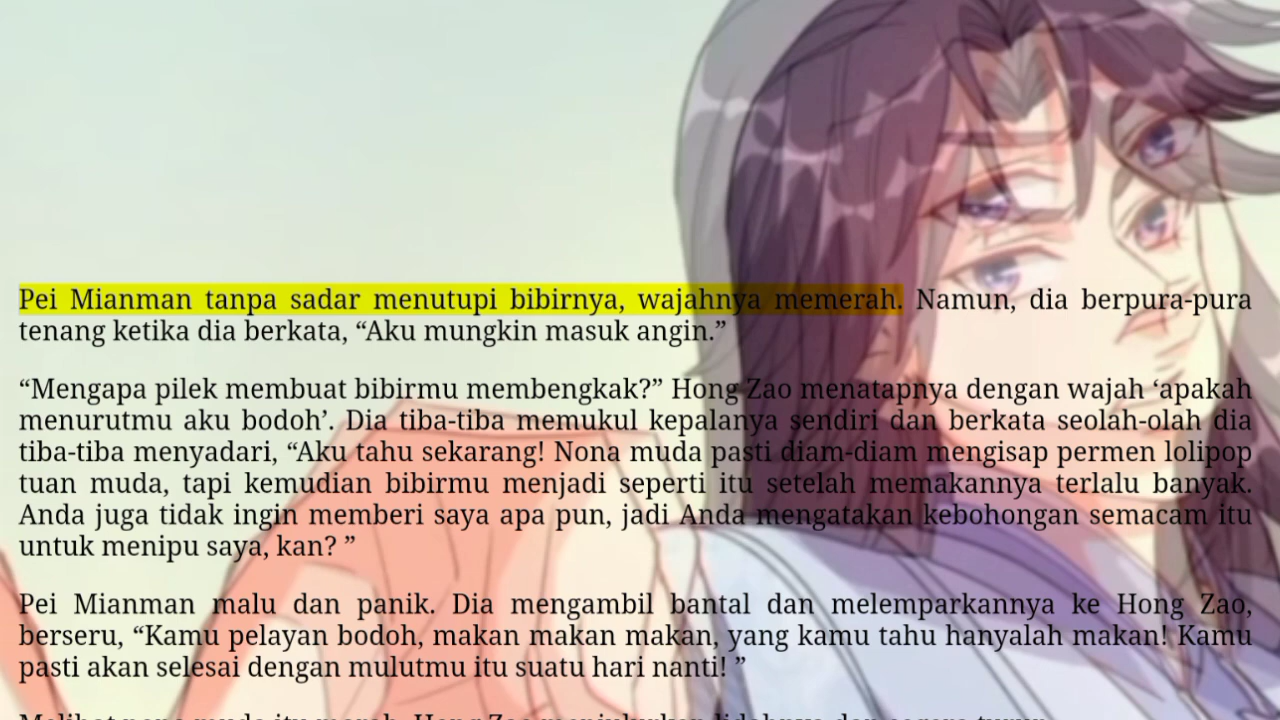 Pei Mianman tanpa sadar menutupi bibirnya, wajahnya memerah. Namun, dia berpura-pura
tenang ketika dia berkata, “Aku mungkin masuk angin.”
“Mengapa pilek membuat bibirmu membengkak?” Hong Zao menatapnya dengan wajah ‘apakah
menurutmu aku bodoh’. Dia tiba-tiba memukul kepalanya sendiri dan berkata seolah-olah dia
tiba-tiba menyadari, “Aku tahu sekarang! Nona muda pasti diam-diam mengisap permen lolipop
tuan muda, tapi kemudian bibirmu menjadi seperti itu setelah memakannya terlalu banyak.
Anda juga tidak ingin memberi saya apa pun, jadi Anda mengatakan kebohongan semacam itu
untuk menipu saya, kan? ”
Pei Mianman malu dan panik. Dia mengambil bantal dan melemparkannya ke Hong Zao,
berseru, “Kamu pelayan bodoh, makan makan makan, yang kamu tahu hanyalah makan! Kamu
pasti akan selesai dengan mulutmu itu suatu hari nanti! ”